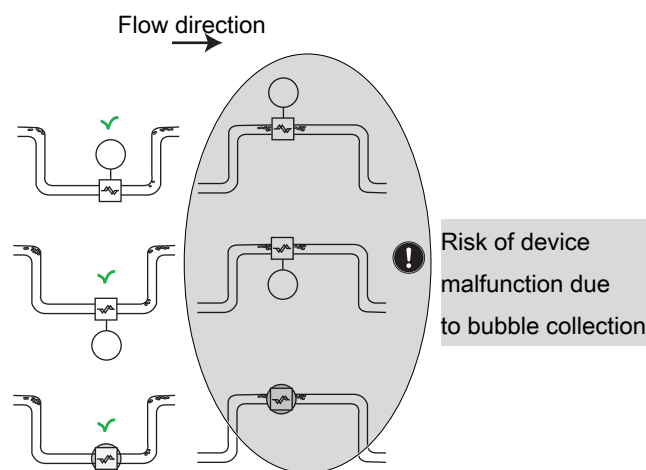 Flow direction
Risk of device
malfunction due
to bubble collection